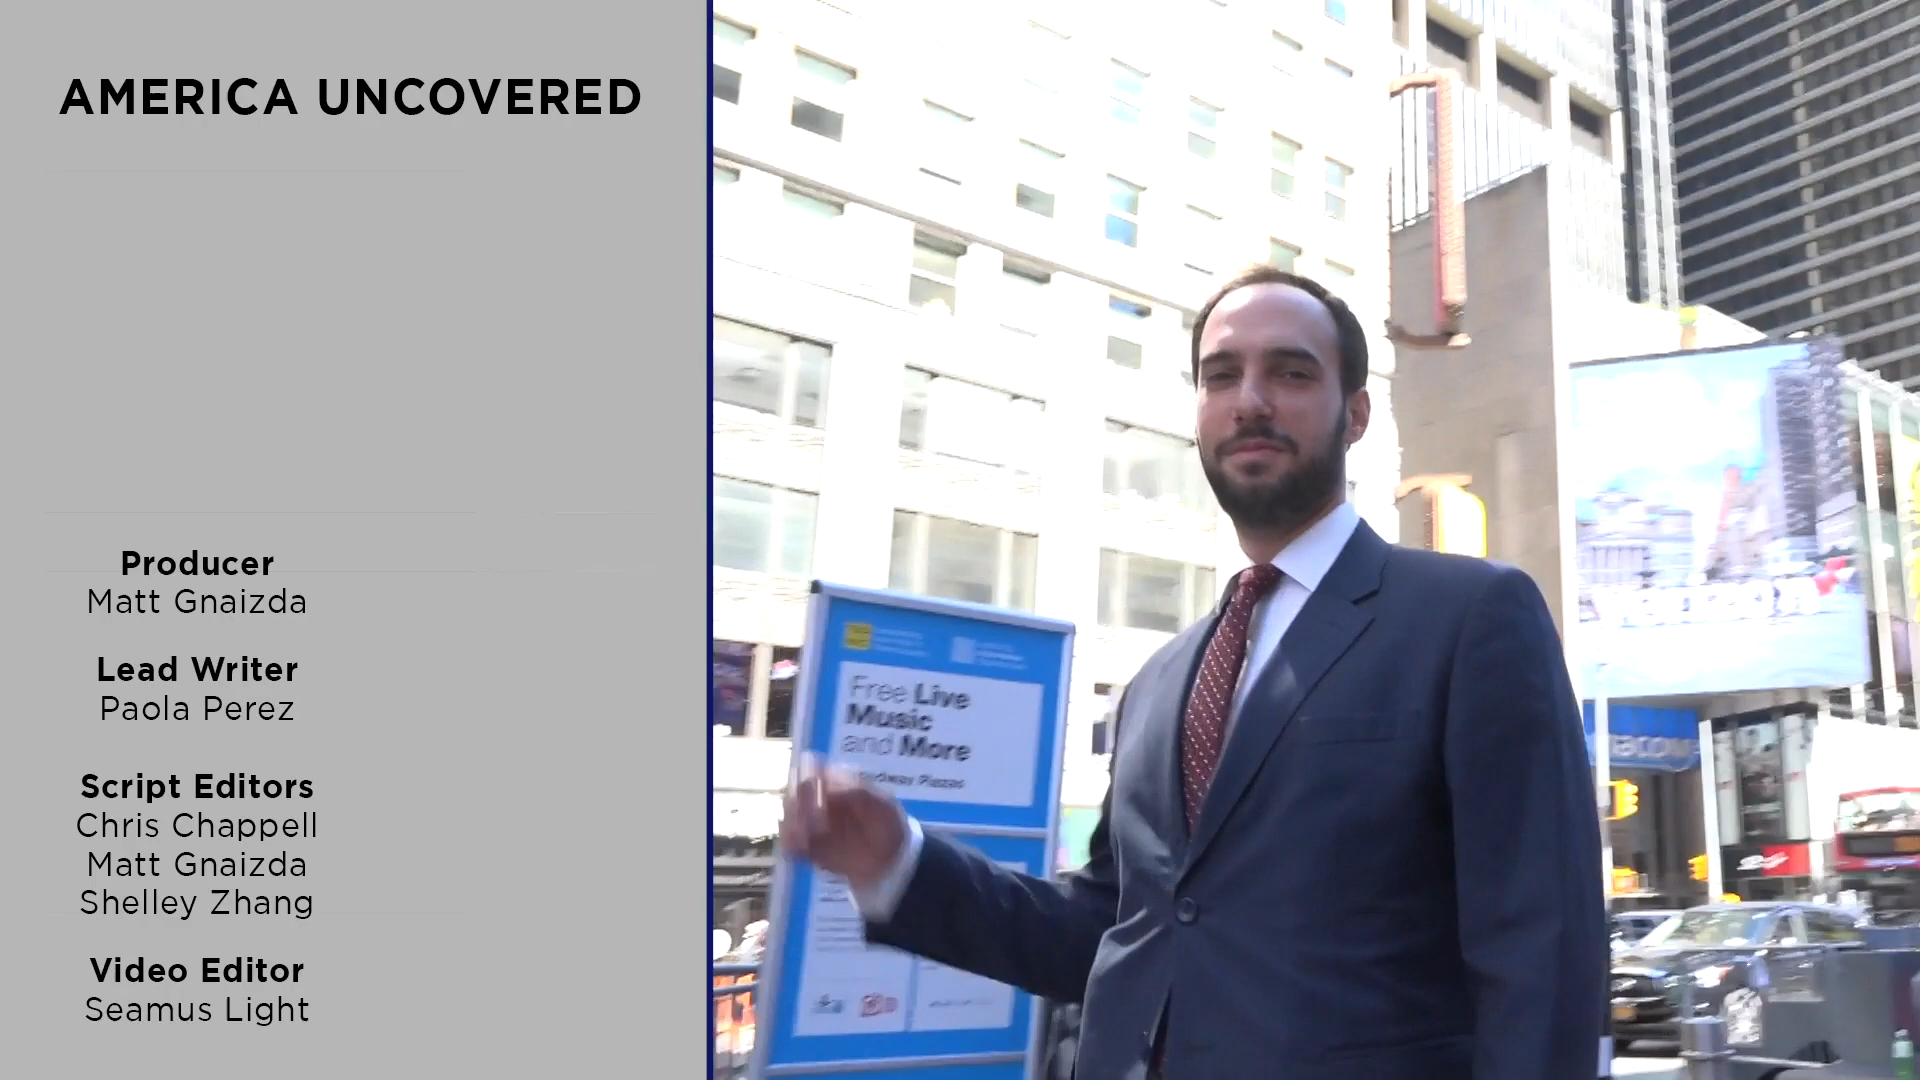 AMERICA UNCOVERED
Producer
Matt Gnaizda
Lead Writer
Paola Perez
Script Editors
Chris Chappell
Matt Gnaizda
Shelley Zhang
Video Editor
Seamus Light
Free Live
Music
and More
Plazas